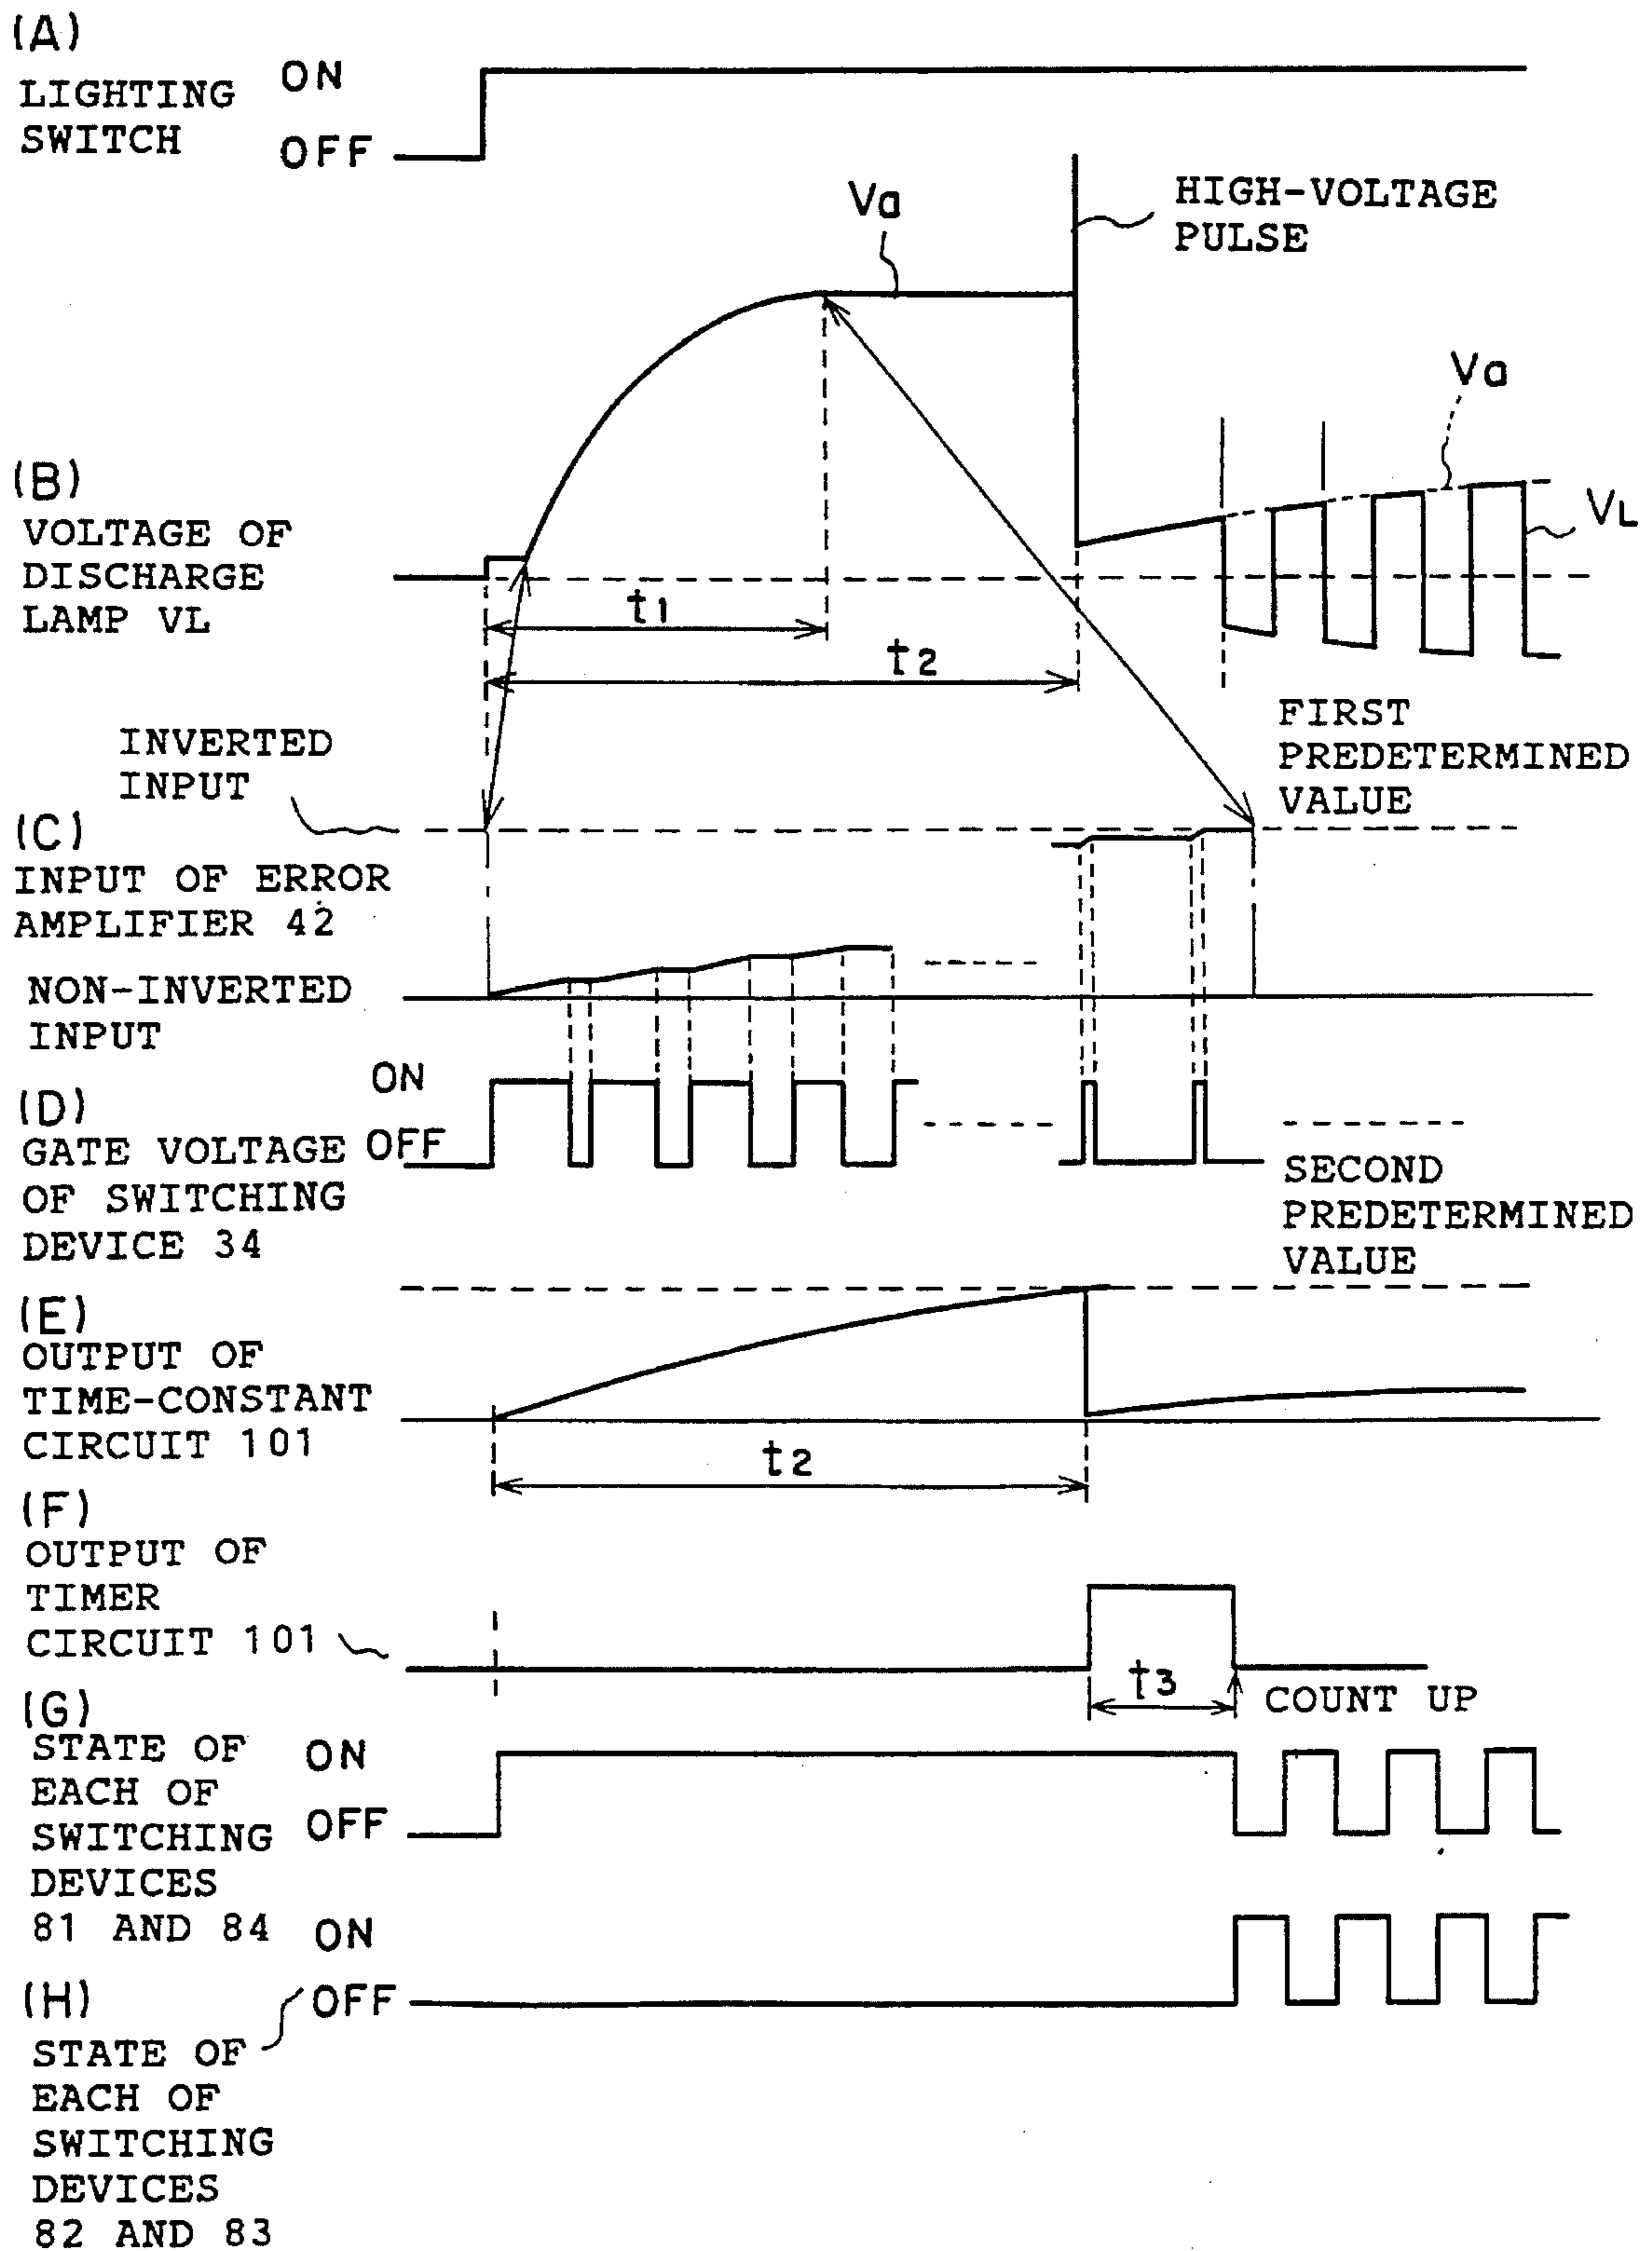 (A)
LIGHTING
SWITCH
ON
OFF
Va
HIGH-VOLTAGE
PULSE
Va
(B)
VOLTAGE OF
DISCHARGE
LAMP VL
VL
t1
t2
INVERTED
INPUT
FIRST
PREDETERMINED
VALUE
(C)
INPUT OF ERROR
AMPLIFIER 42
NON-INVERTED
INPUT
ON
OFF
(D)
GATE VOLTAGE
OF SWITCHING
DEVICE 34
SECOND
PREDETERMINED
VALUE
(E)
OUTPUT OF
TIME-CONSTANT
CIRCUIT 101
t2
(F)
OUTPUT OF
TIMER
CIRCUIT 101
t3
COUNT UP
(G)
STATE OF
EACH OF
SWITCHING
DEVICES
81 AND 84
ON
OFF
ON
OFF
(H)
STATE OF
EACH OF
SWITCHING
DEVICES
82 AND 83